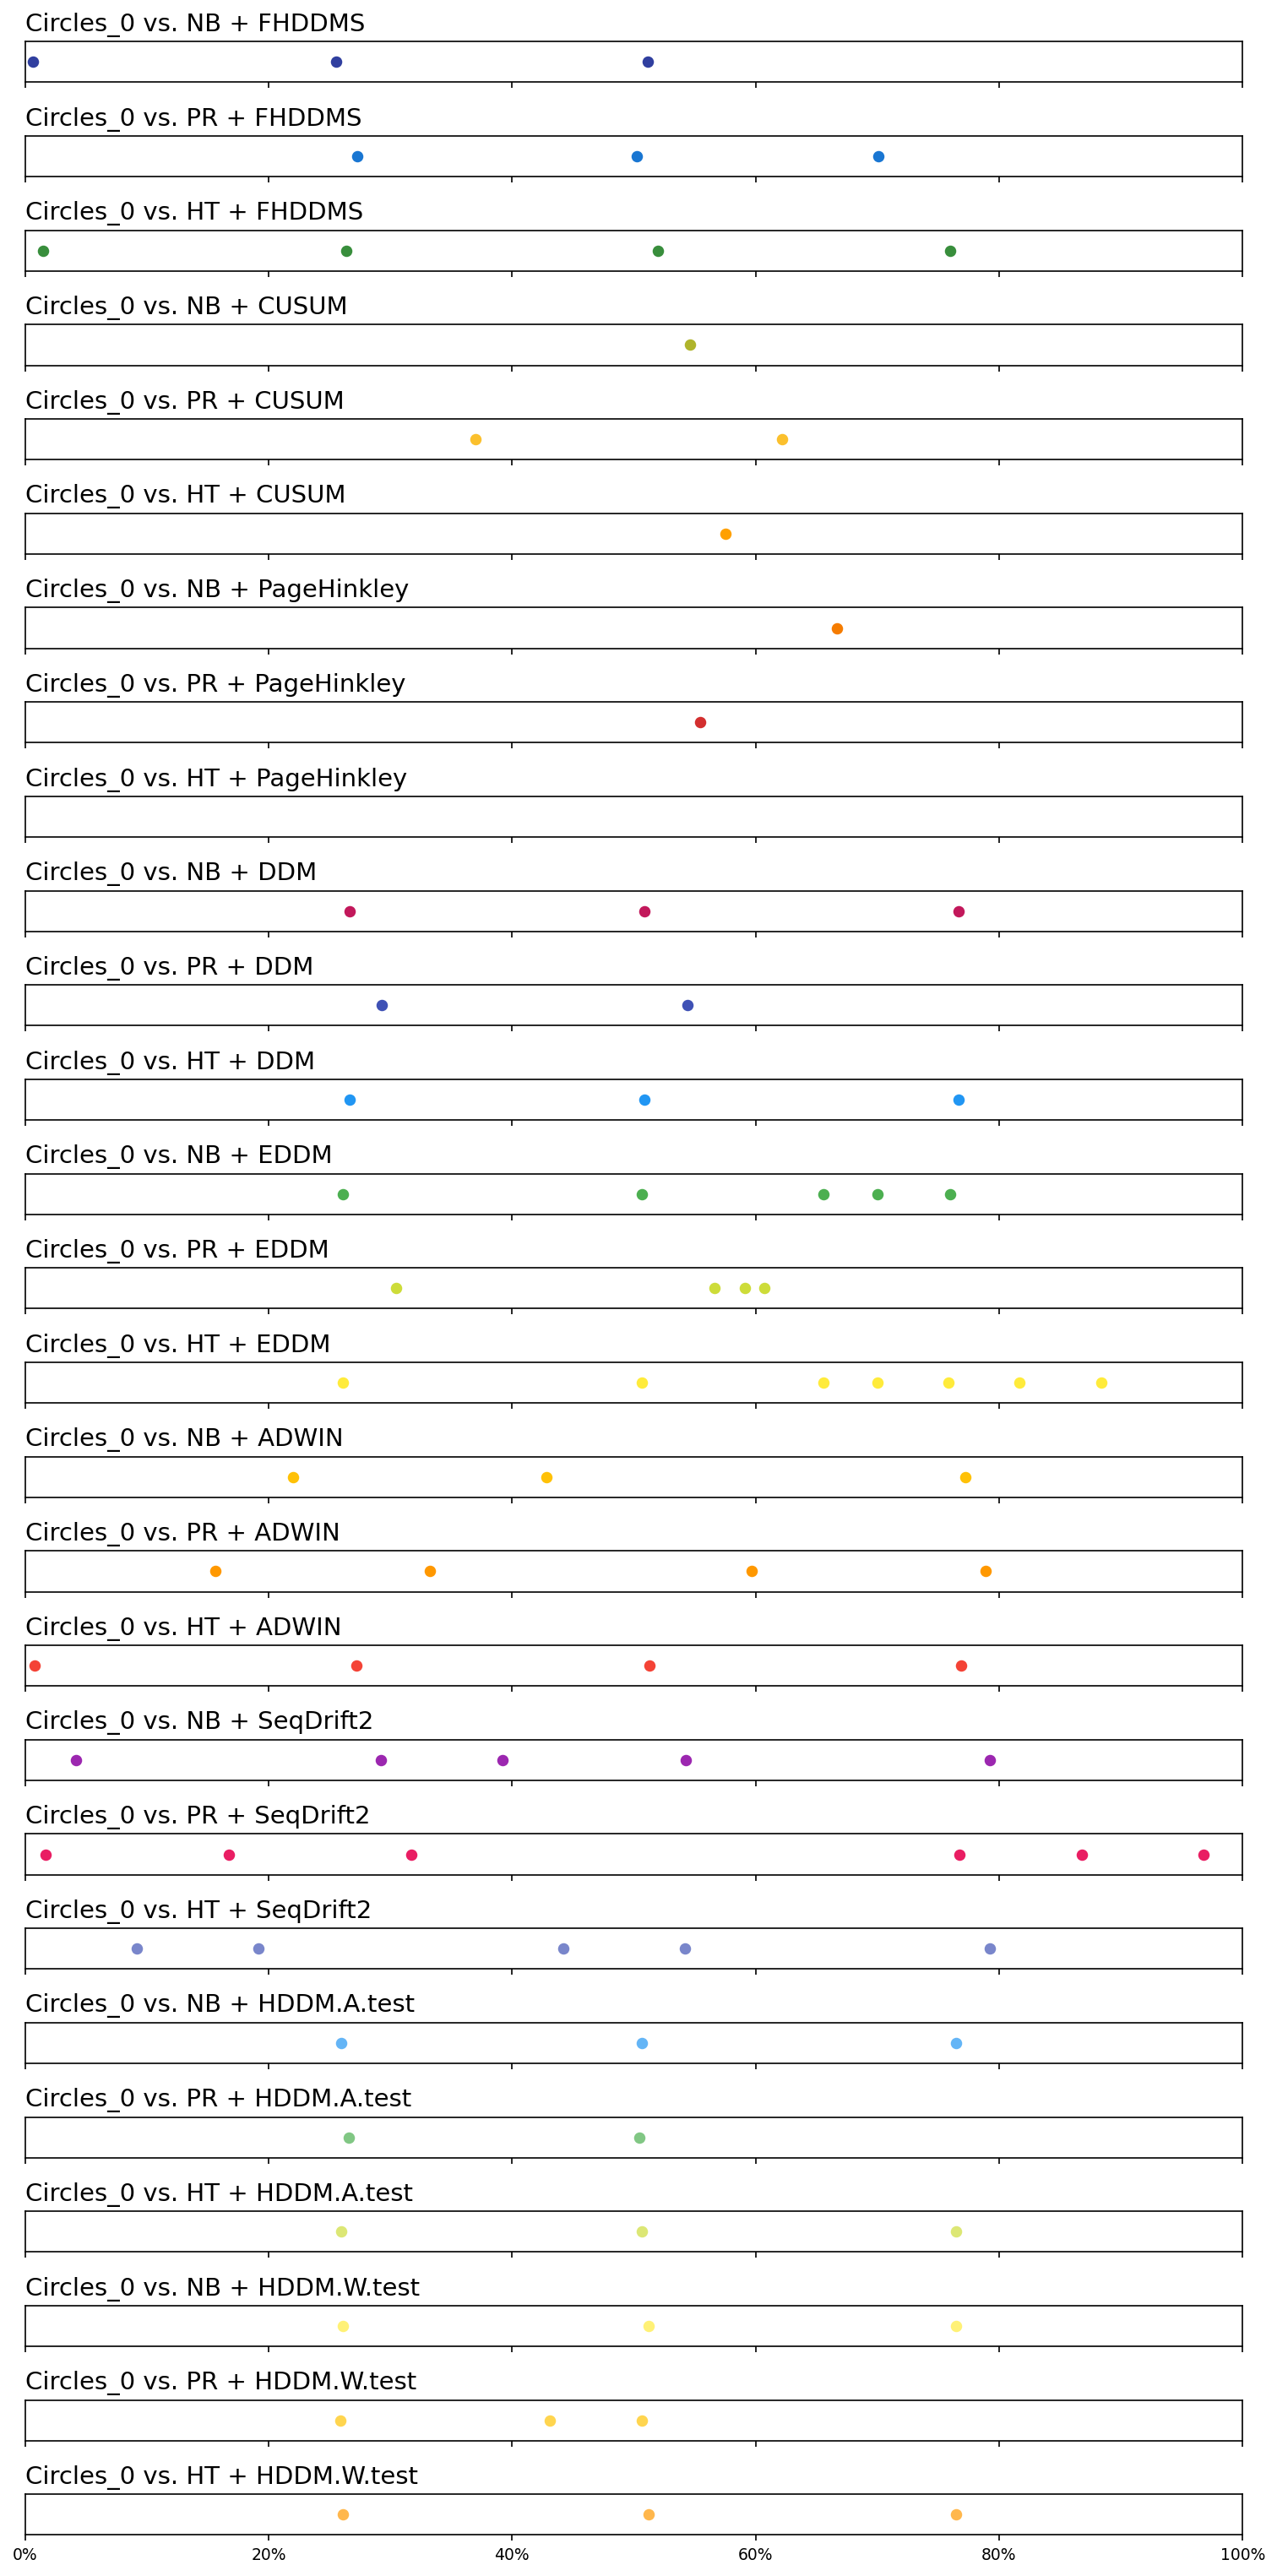 Circles_0 vs. NB + FHDDMS
Circles_0 vs. PR + FHDDMS
Circles_0 vs. HT + FHDDMS
Circles_0 vs. NB + CUSUM
Circles_0 vs. PR + CUSUM
Circles_0 vs. HT + CUSUM
Circles_0 vs. NB + PageHinkley
Circles_0 vs. PR + PageHinkley
Circles_0 vs. HT + PageHinkley
Circles_0 vs. NB + DDM
Circles_0 vs. PR + DDM
Circles_0 vs. HT + DDM
Circles_0 vs. NB + EDDM
Circles_0 vs. PR + EDDM
Circles_0 vs. HT + EDDM
Circles_0 vs. NB + ADWIN
Circles_0 vs. PR + ADWIN
Circles_0 vs. HT + ADWIN
Circles_0 vs. NB + SeqDrift2
Circles_0 vs. PR + SeqDrift2
Circles_0 vs. HT + SeqDrift2
Circles_0 vs. NB + HDDM.A.test
Circles_0 vs. PR + HDDM.A.test
Circles_0 vs. HT + HDDM.A.test
Circles_0 vs. NB + HDDM.W.test
Circles_0 vs. PR + HDDM.W.test
Circles_0 vs. HT + HDDM.W.test
0% 20% 40% 60% 80% 100%